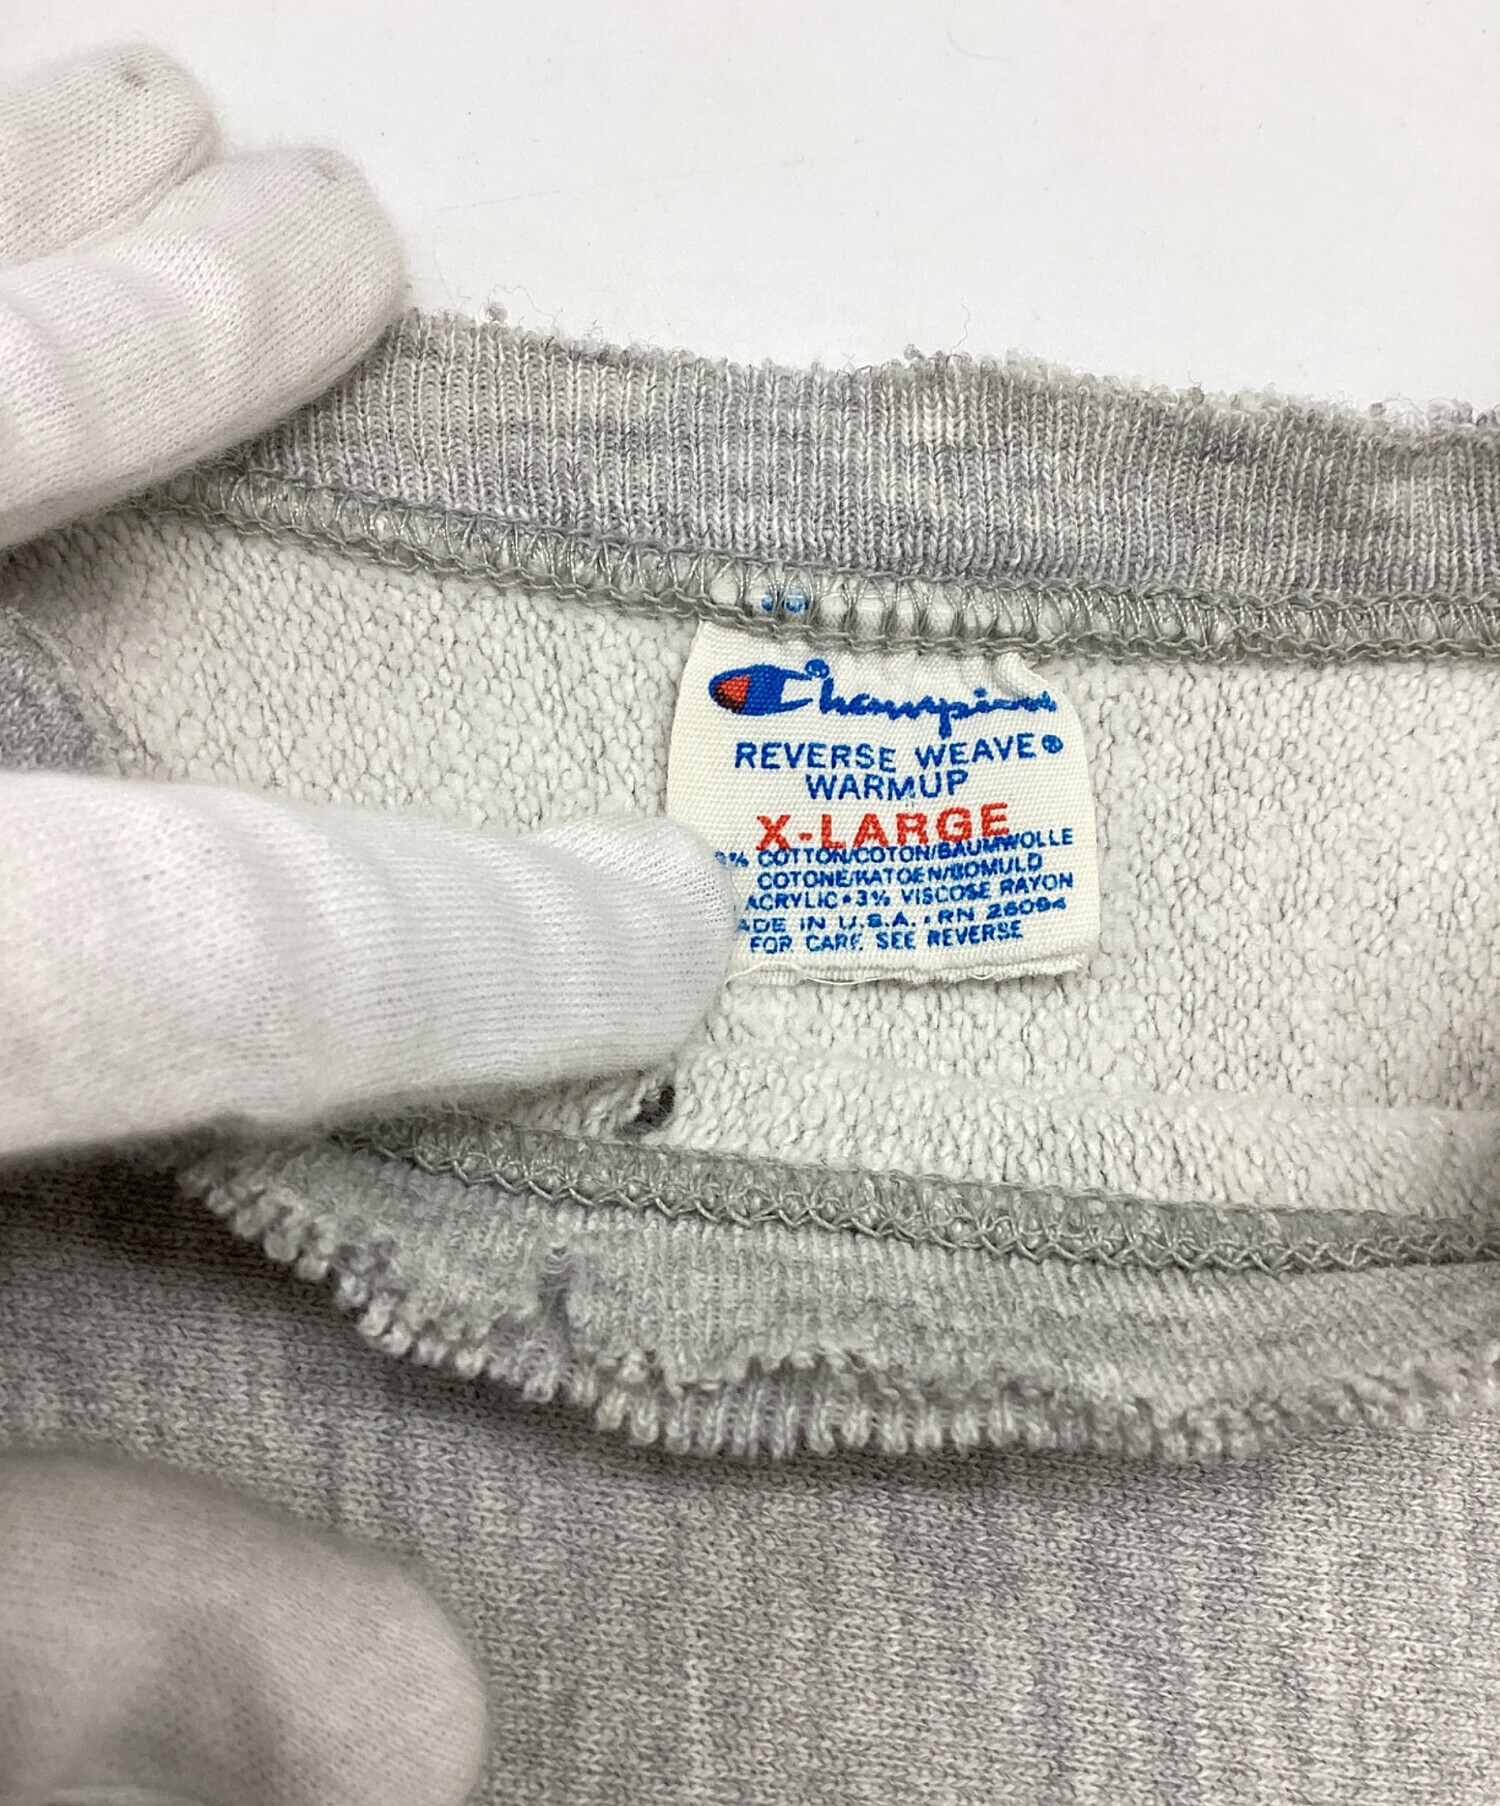 Champion
REVERSE WEAVE®
WARMUP
X-LARGE
% COTTON/COTON/BAUMWOLLE
COTONE/KATOEN/BOMULD
ACRYLIC•3% VISCOSE RAYON
ADE IN U.S.A. • RN 26094
FOR CARE SEE REVERSE